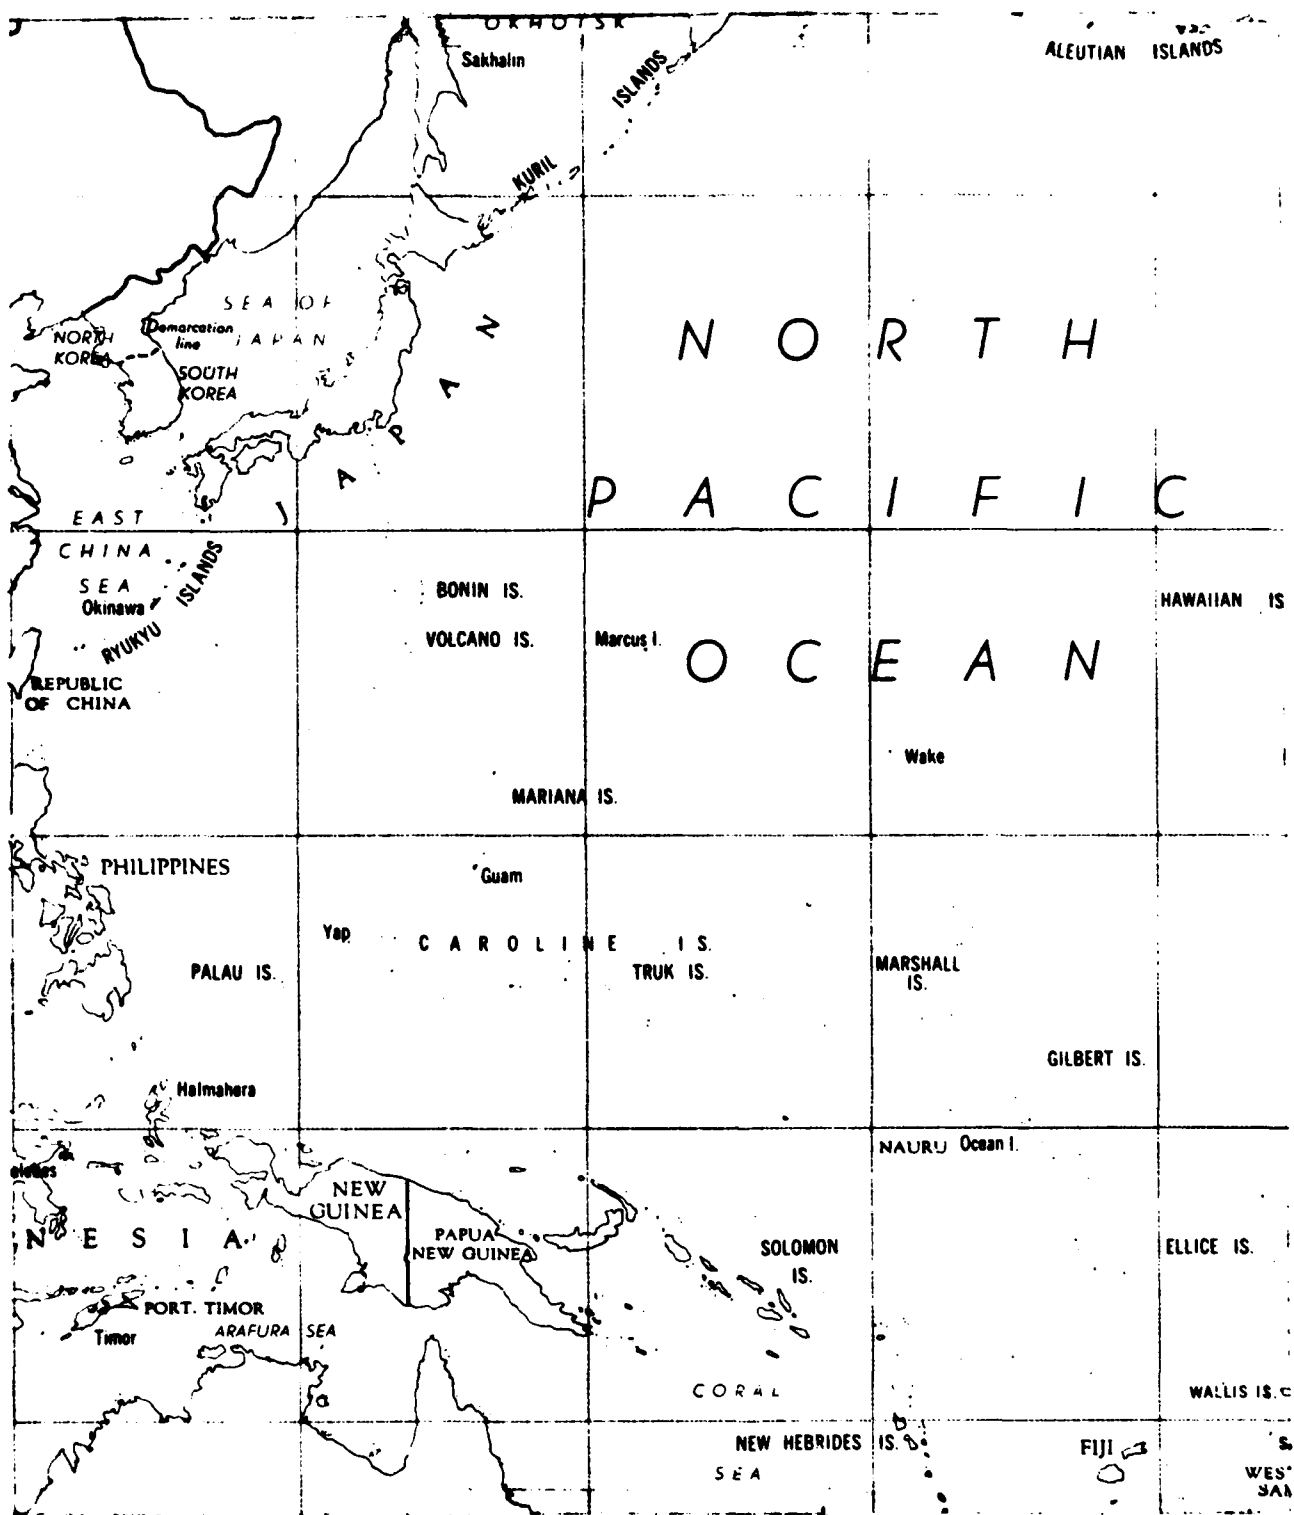 OKHOTSK
Sakhalin
ALEUTIAN ISLANDS
KURIL ISLANDS
SEA OF
JAPAN
NORTH
KOREA
Demarcation
line
SOUTH
KOREA
JAPAN
NORTH
PACIFIC
OCEAN
EAST
CHINA
SEA
Okinawa
RYUKYU ISLANDS
BONIN IS.
VOLCANO IS.
Marcus I.
HAWAIIAN IS
REPUBLIC
OF CHINA
Wake
MARIANA IS.
PHILIPPINES
Guam
Yap
CAROLINE IS.
PALAU IS.
TRUK IS.
MARSHALL
IS.
GILBERT IS.
Halmahera
NAURU
Ocean I.
elebes
NEW
GUINEA
NESIA
PAPUA
NEW GUINEA
SOLOMON
IS.
ELLICE IS.
PORT. TIMOR
Timor
ARAFURA SEA
CORAL
SEA
WALLIS IS.
NEW HEBRIDES IS.
FIJI
WES